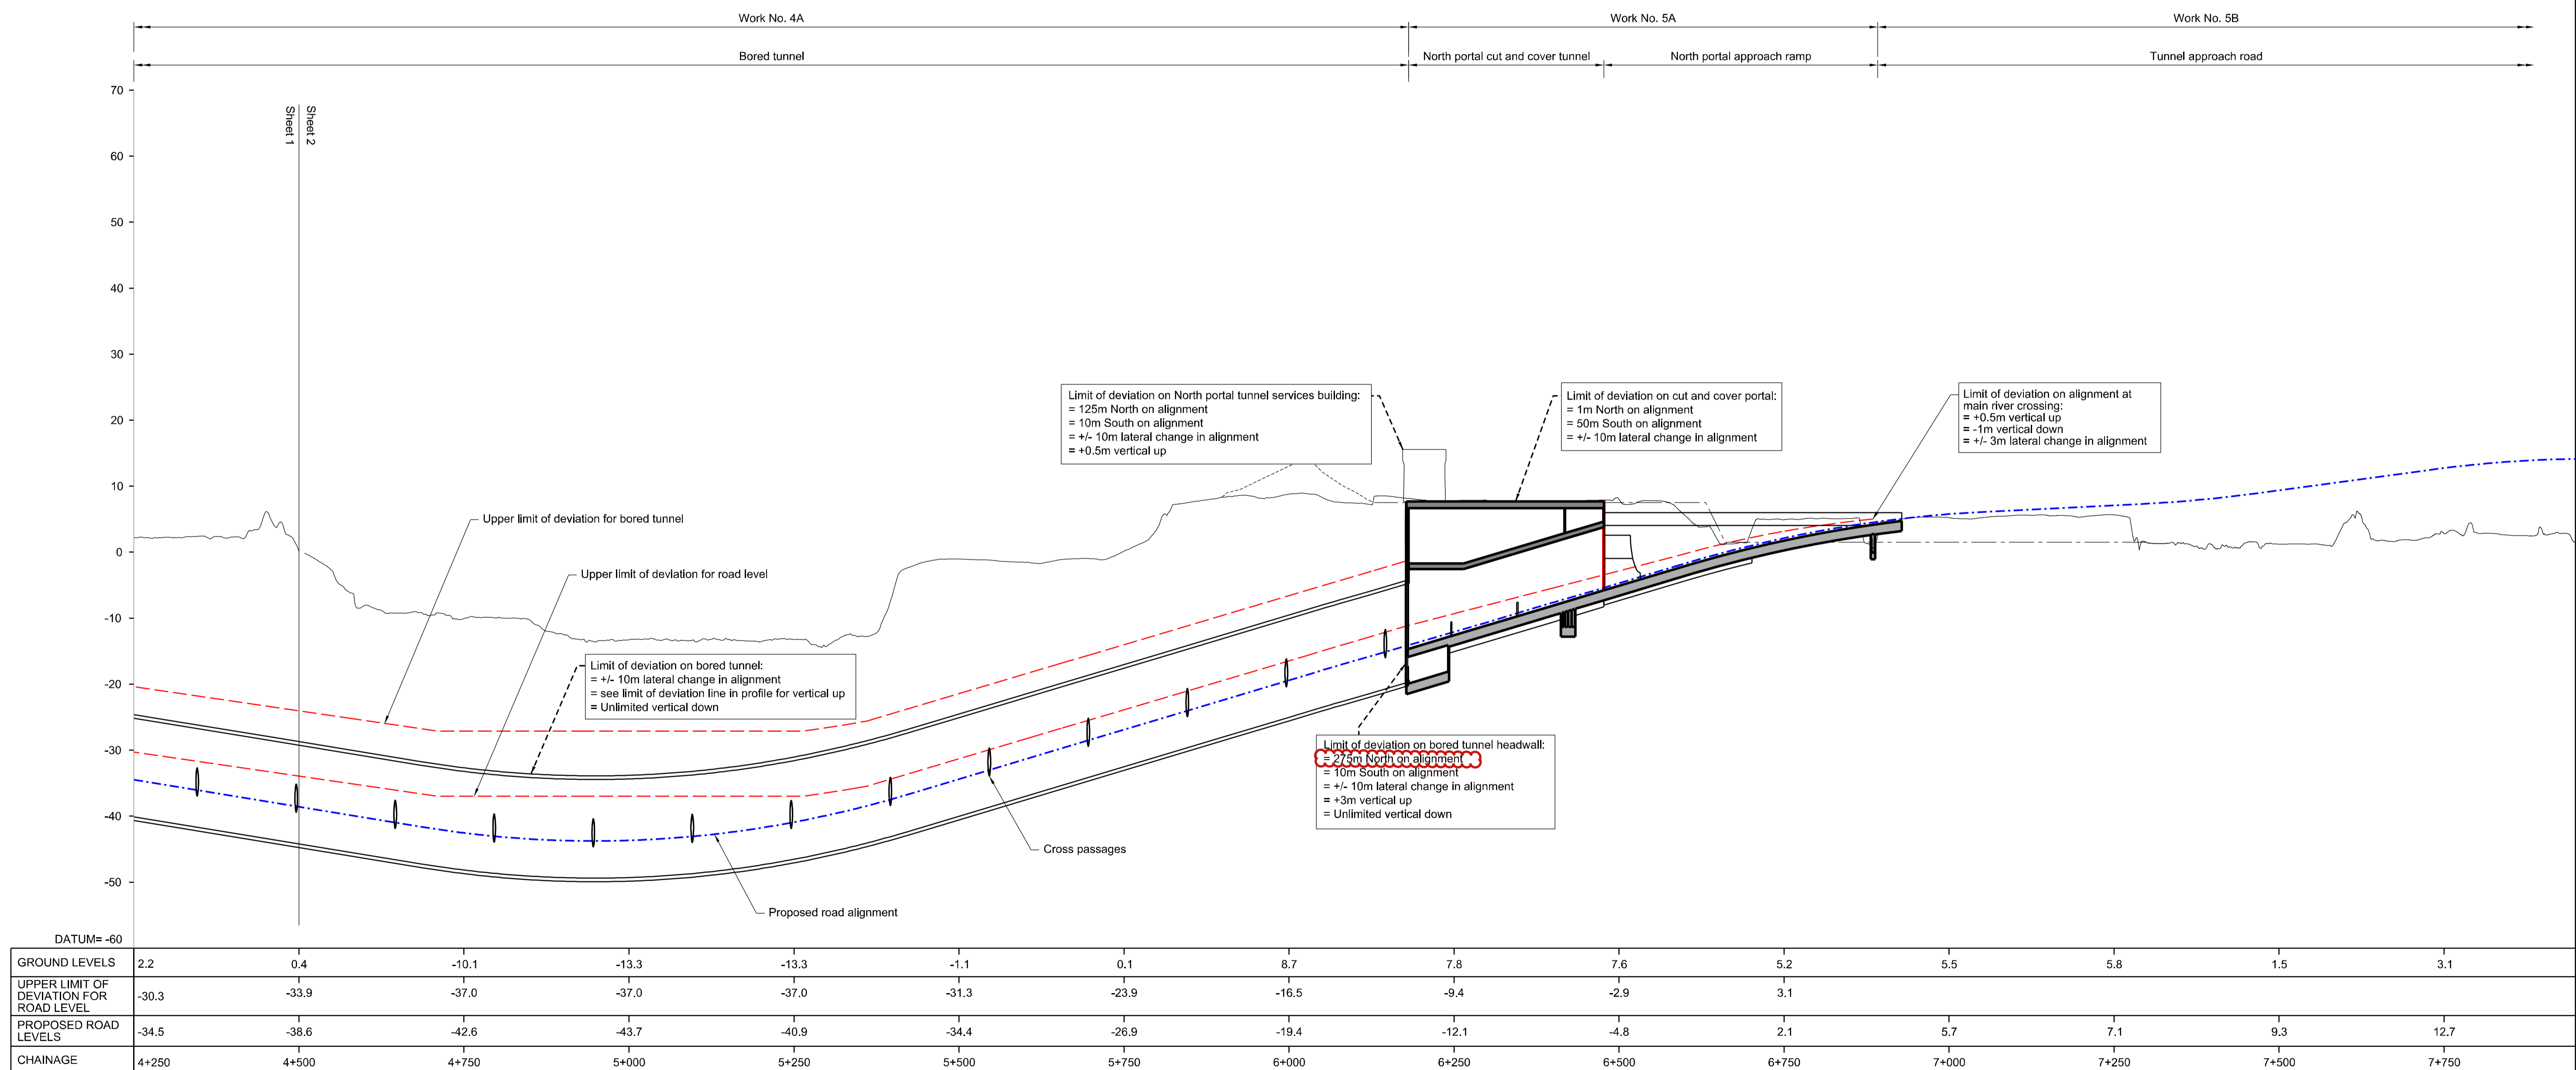 Work No. 4A
Work No. 5A
Work No. 5B
Bored tunnel
North portal cut and cover tunnel
North portal approach ramp
Tunnel approach road
70
60
50
40
30
20
10
0
-10
-20
-30
-40
-50
Sheet 1
Sheet 2
Limit of deviation on North portal tunnel services building:
= 125m North on alignment
= 10m South on alignment
= +/- 10m lateral change in alignment
= +0.5m vertical up
Limit of deviation on cut and cover portal:
= 1m North on alignment
= 50m South on alignment
= +/- 10m lateral change in alignment
Limit of deviation on alignment at
main river crossing:
= +0.5m vertical up
= -1m vertical down
= +/- 3m lateral change in alignment
Upper limit of deviation for bored tunnel
Upper limit of deviation for road level
Limit of deviation on bored tunnel:
= +/- 10m lateral change in alignment
= see limit of deviation line in profile for vertical up
= Unlimited vertical down
Limit of deviation on bored tunnel headwall:
= 275m North on alignment
= 10m South on alignment
= +/- 10m lateral change in alignment
= +3m vertical up
= Unlimited vertical down
Cross passages
Proposed road alignment
DATUM= -60
GROUND LEVELS 2.2 0.4 -10.1 -13.3 -13.3 -1.1 0.1 8.7 7.8 7.6 5.2 5.5 5.8 1.5 3.1
UPPER LIMIT OF
DEVIATION FOR
ROAD LEVEL
-30.3 -33.9 -37.0 -37.0 -37.0 -31.3 -23.9 -16.5 -9.4 -2.9 3.1
PROPOSED ROAD
LEVELS
-34.5 -38.6 -42.6 -43.7 -40.9 -34.4 -26.9 -19.4 -12.1 -4.8 2.1 5.7 7.1 9.3 12.7
CHAINAGE 4+250 4+500 4+750 5+000 5+250 5+500 5+750 6+000 6+250 6+500 6+750 7+000 7+250 7+500 7+750